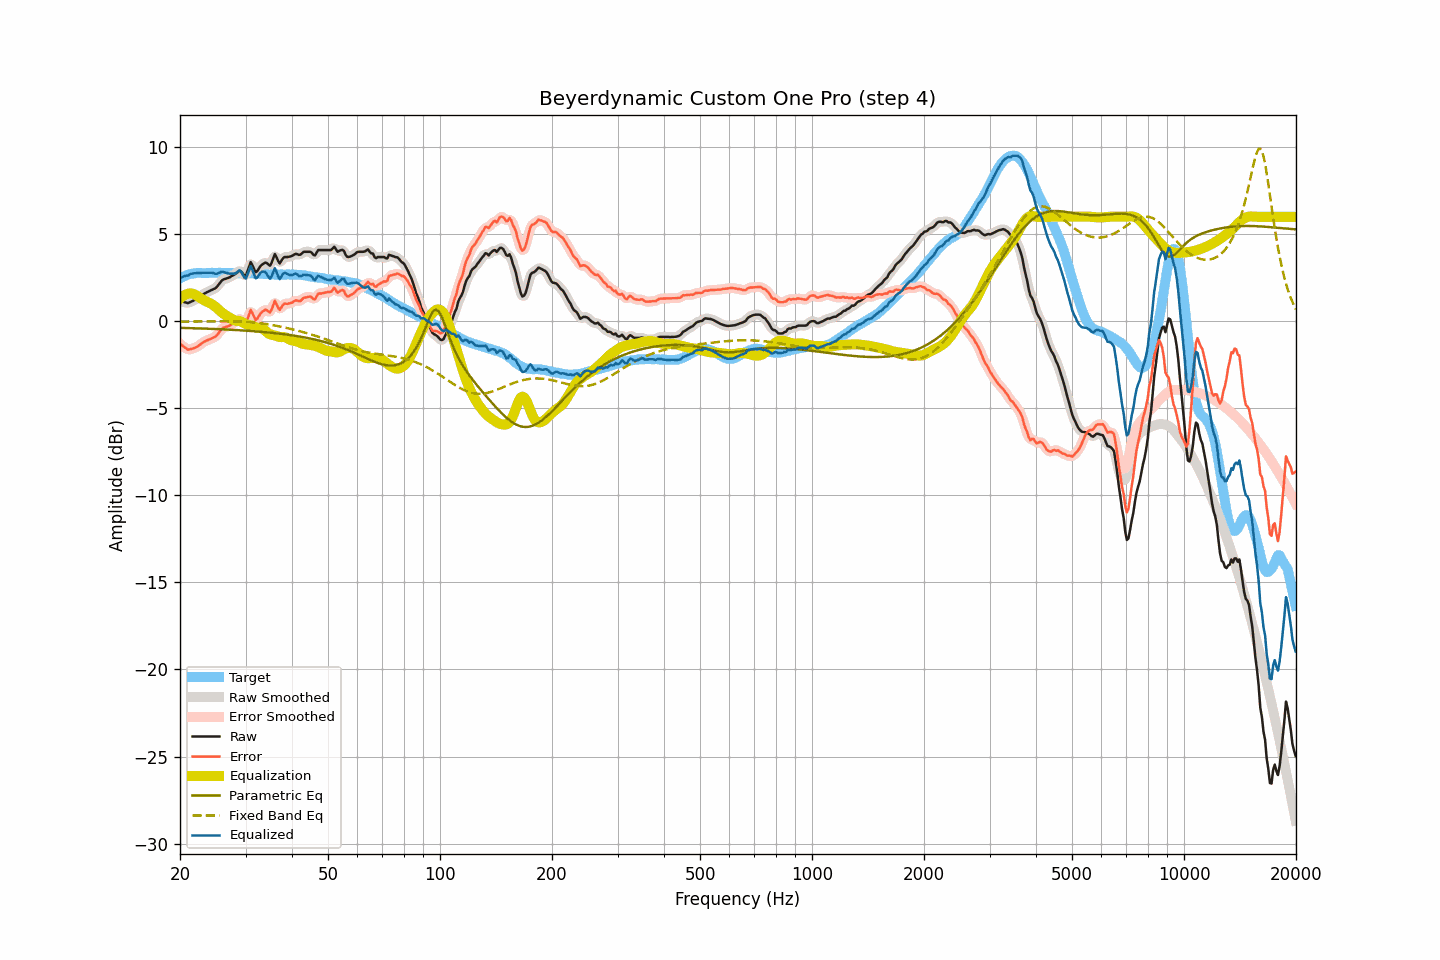 Beyerdynamic Custom One Pro (step 4)
Amplitude (dBr)
10
5
0
−5
−10
−15
−20
−25
−30
Target
Raw Smoothed
Error Smoothed
Raw
Error
Equalization
Parametric Eq
Fixed Band Eq
Equalized
20 50 100 200 500 1000 2000 5000 10000 20000
Frequency (Hz)